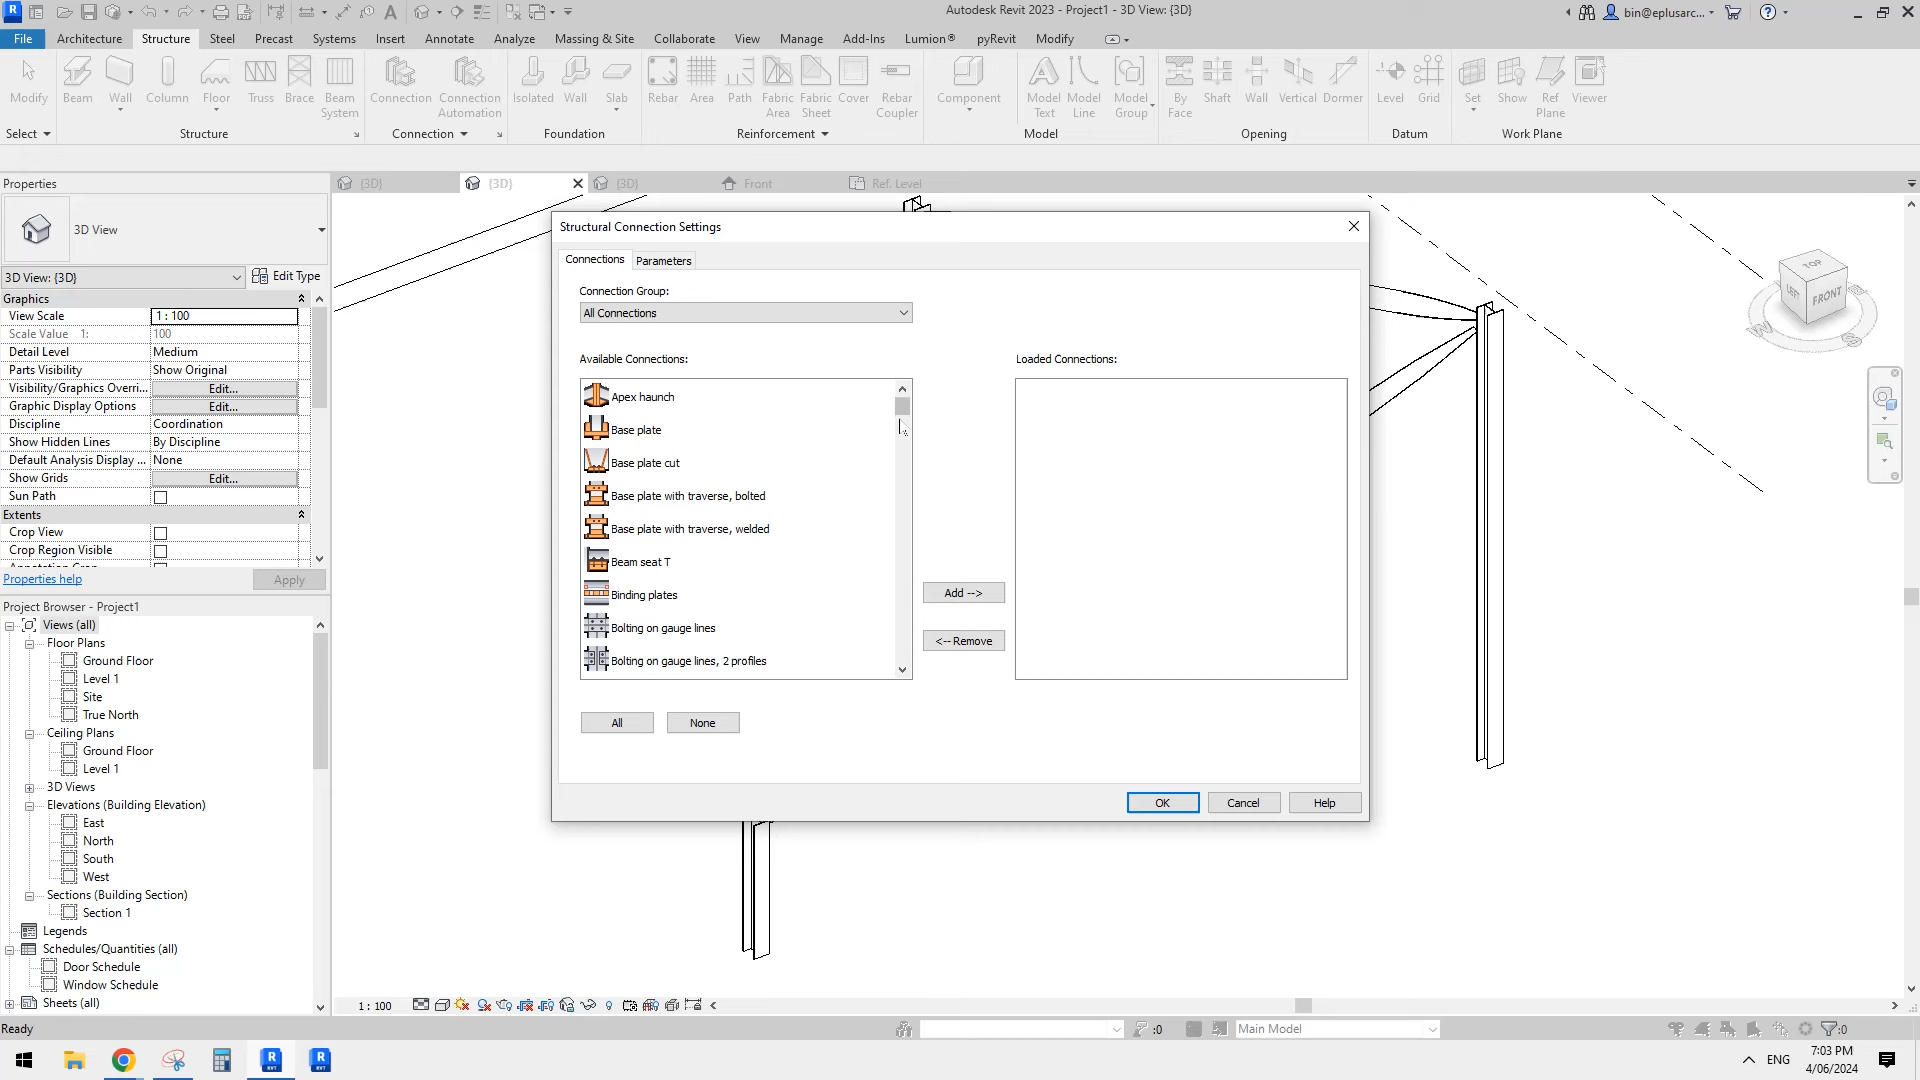 Autodesk Revit 2023 - Project1 - 3D View: {3D}
bin@eplusarc...
File Architecture Structure Steel Precast Systems Insert Annotate Analyze Massing & Site Collaborate View Manage Add-Ins Lumion® pyRevit Modify
Modify Beam Wall Column Floor Truss Brace Beam System Connection Connection Automation Isolated Wall Slab Rebar Area Path Fabric Area Fabric Sheet Cover Rebar Coupler Component Model Text Model Line Model Group By Face Shaft Wall Vertical Dormer Level Grid Set Show Ref Plane Viewer
Select Structure Connection Foundation Reinforcement Model Opening Datum Work Plane
Properties
{3D} {3D} {3D} Front Ref. Level
3D View
3D View: {3D} Edit Type
Graphics
View Scale 1 : 100
Scale Value 1: 100
Detail Level Medium
Parts Visibility Show Original
Visibility/Graphics Overri... Edit...
Graphic Display Options Edit...
Discipline Coordination
Show Hidden Lines By Discipline
Default Analysis Display ... None
Show Grids Edit...
Sun Path
Extents
Crop View
Crop Region Visible
Properties help Apply
Project Browser - Project1
Views (all)
Floor Plans
Ground Floor
Level 1
Site
True North
Ceiling Plans
Ground Floor
Level 1
3D Views
Elevations (Building Elevation)
East
North
South
West
Sections (Building Section)
Section 1
Legends
Schedules/Quantities (all)
Door Schedule
Window Schedule
Sheets (all)
Structural Connection Settings
Connections Parameters
Connection Group:
All Connections
Available Connections: Loaded Connections:
Apex haunch
Base plate
Base plate cut
Base plate with traverse, bolted
Base plate with traverse, welded
Beam seat T
Binding plates
Bolting on gauge lines
Bolting on gauge lines, 2 profiles
Add -->
<-- Remove
All None
OK Cancel Help
TOP
LEFT FRONT
W S
1 : 100
Ready :0 Main Model :0
ENG
7:03 PM
4/06/2024